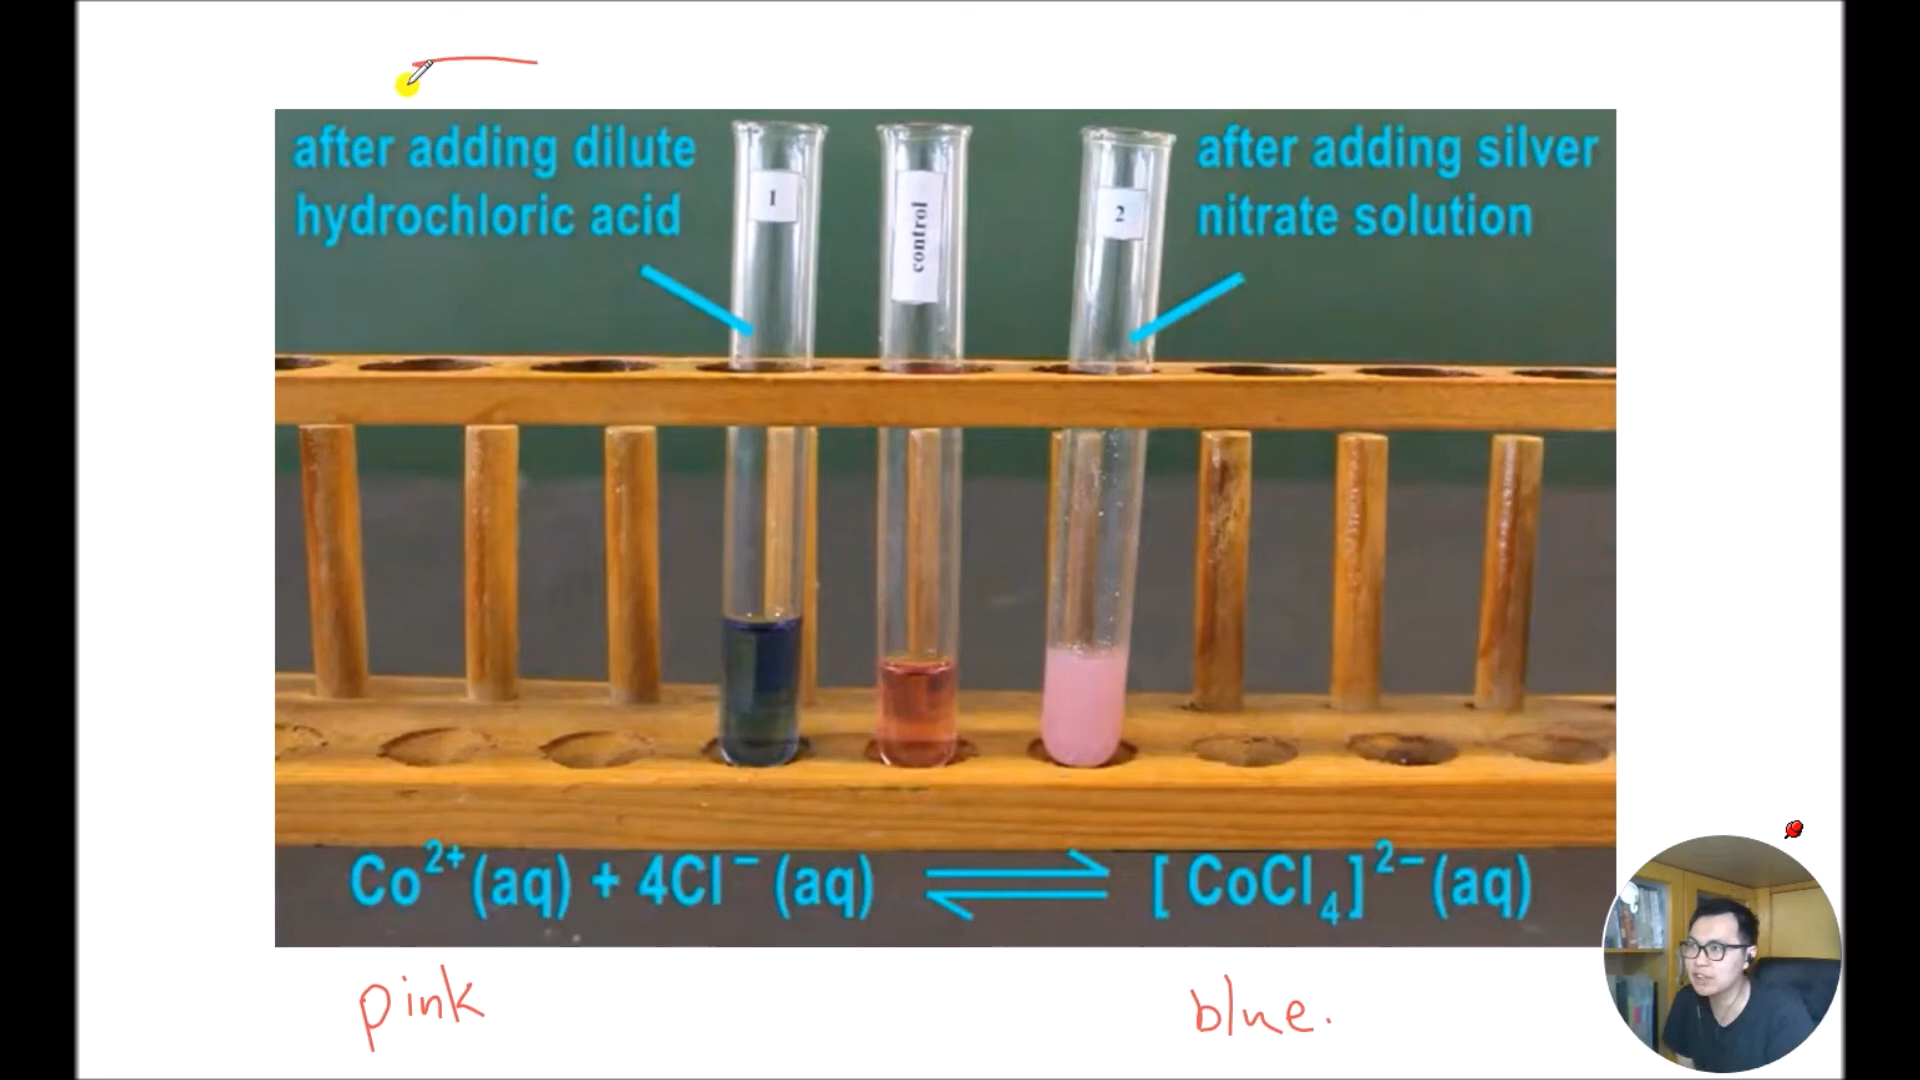 after adding dilute
hydrochloric acid
1
control
2
after adding silver
nitrate solution
Co²⁺(aq) + 4Cl⁻(aq) ⇌ [CoCl₄]²⁻(aq)
pink
blue.